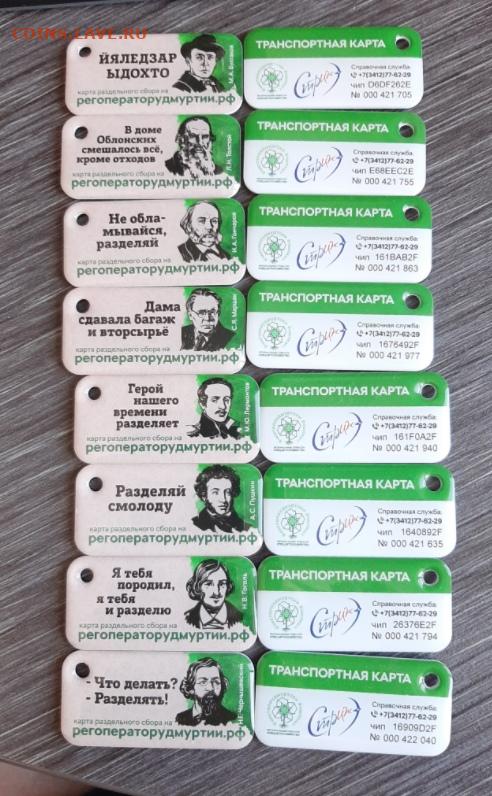 COINS.LAVE.RU
ЙЯЛЕДЗАР
ЫДОХТО
карта раздельного сбора на
регоператорудмуртии.рф
М.А. Булгаков
ТРАНСПОРТНАЯ КАРТА
Справочная служба:
+7(3412)77-62-29
чип D6DF262E
№ 000 421 705
В доме
Облонских
смешалось всё,
кроме отходов
карта раздельного сбора на
регоператорудмуртии.рф
Л.Н. Толстой
ТРАНСПОРТНАЯ КАРТА
Справочная служба:
+7(3412)77-62-29
чип E68EEC2E
№ 000 421 755
Не обла-
мывайся,
разделяй
карта раздельного сбора на
регоператорудмуртии.рф
И.А. Гончаров
ТРАНСПОРТНАЯ КАРТА
Справочная служба:
+7(3412)77-62-29
чип 161BAB2F
№ 000 421 863
Дама
сдавала багаж
и вторсырьё
карта раздельного сбора на
регоператорудмуртии.рф
С.Я. Маршак
ТРАНСПОРТНАЯ КАРТА
Справочная служба:
+7(3412)77-62-29
чип 1676492F
№ 000 421 977
Герой
нашего
времени
разделяет
карта раздельного сбора на
регоператорудмуртии.рф
М.Ю. Лермонтов
ТРАНСПОРТНАЯ КАРТА
Справочная служба:
+7(3412)77-62-29
чип 161F0A2F
№ 000 421 940
Разделяй
смолоду
карта раздельного сбора на
регоператорудмуртии.рф
А.С. Пушкин
ТРАНСПОРТНАЯ КАРТА
Справочная служба:
+7(3412)77-62-29
чип 1640892F
№ 000 421 635
Я тебя
породил,
я тебя
и разделю
карта раздельного сбора на
регоператорудмуртии.рф
Н.В. Гоголь
ТРАНСПОРТНАЯ КАРТА
Справочная служба:
+7(3412)77-62-29
чип 26376E2F
№ 000 421 794
- Что делать?
- Разделять!
карта раздельного сбора на
регоператорудмуртии.рф
Н.Г. Чернышевский
ТРАНСПОРТНАЯ КАРТА
Справочная служба:
+7(3412)77-62-29
чип 16909D2F
№ 000 422 040